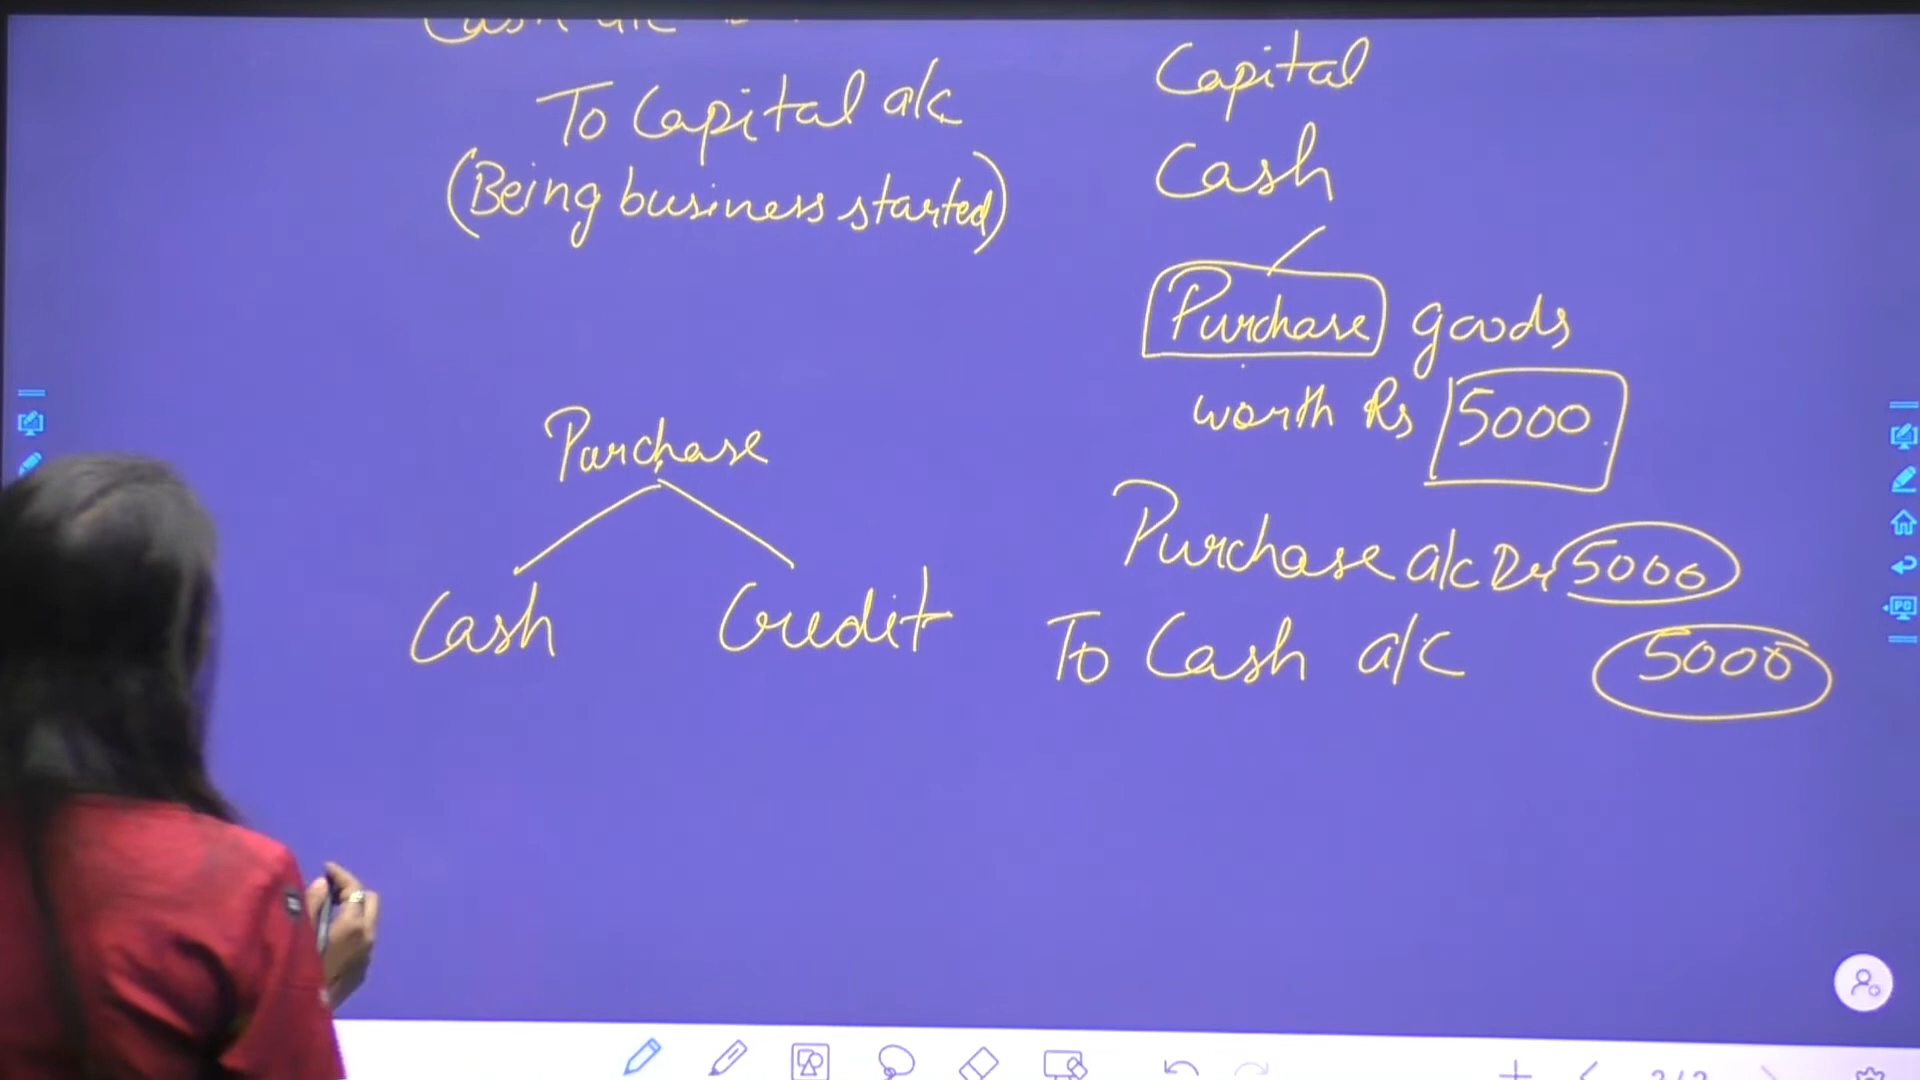 Cash a/c
To Capital a/c
(Being business started)
Purchase
Cash Credit
Capital
Cash
Purchase goods
worth Rs 5000
Purchase a/c Dr 5000
To Cash a/c 5000